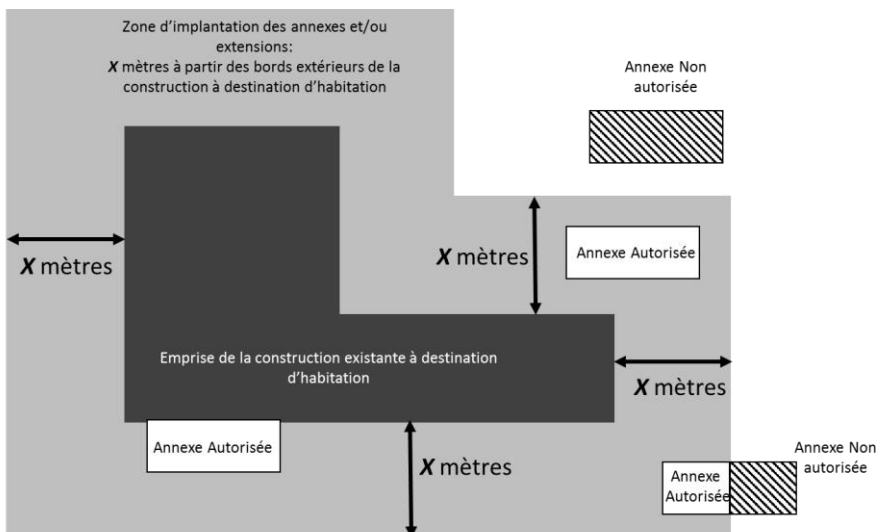 Zone d’implantation des annexes et/ou
extensions:
X mètres à partir des bords extérieurs de la
construction à destination d’habitation
Annexe Non
autorisée
X mètres
X mètres
Annexe Autorisée
Emprise de la construction existante à destination
d’habitation
X mètres
Annexe Autorisée
X mètres
Annexe
Autorisée
Annexe Non
autorisée